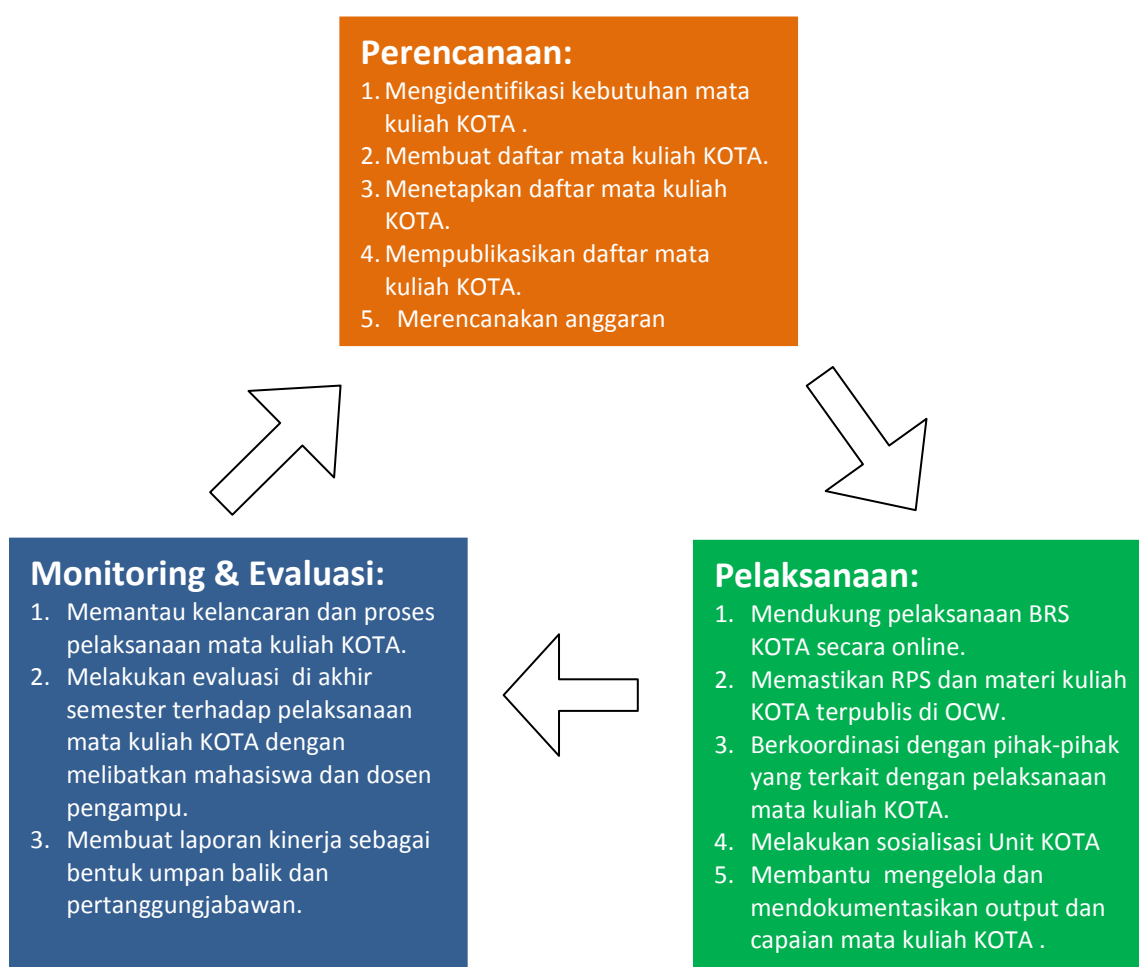 Perencanaan:
1. Mengidentifikasi kebutuhan mata
kuliah KOTA .
2. Membuat daftar mata kuliah KOTA.
3. Menetapkan daftar mata kuliah
KOTA.
4. Mempublikasikan daftar mata
kuliah KOTA.
5. Merencanakan anggaran
Monitoring & Evaluasi:
1. Memantau kelancaran dan proses
pelaksanaan mata kuliah KOTA.
2. Melakukan evaluasi di akhir
semester terhadap pelaksanaan
mata kuliah KOTA dengan
melibatkan mahasiswa dan dosen
pengampu.
3. Membuat laporan kinerja sebagai
bentuk umpan balik dan
pertanggungjabawan.
Pelaksanaan:
1. Mendukung pelaksanaan BRS
KOTA secara online.
2. Memastikan RPS dan materi kuliah
KOTA terpublis di OCW.
3. Berkoordinasi dengan pihak-pihak
yang terkait dengan pelaksanaan
mata kuliah KOTA.
4. Melakukan sosialisasi Unit KOTA
5. Membantu mengelola dan
mendokumentasikan output dan
capaian mata kuliah KOTA .